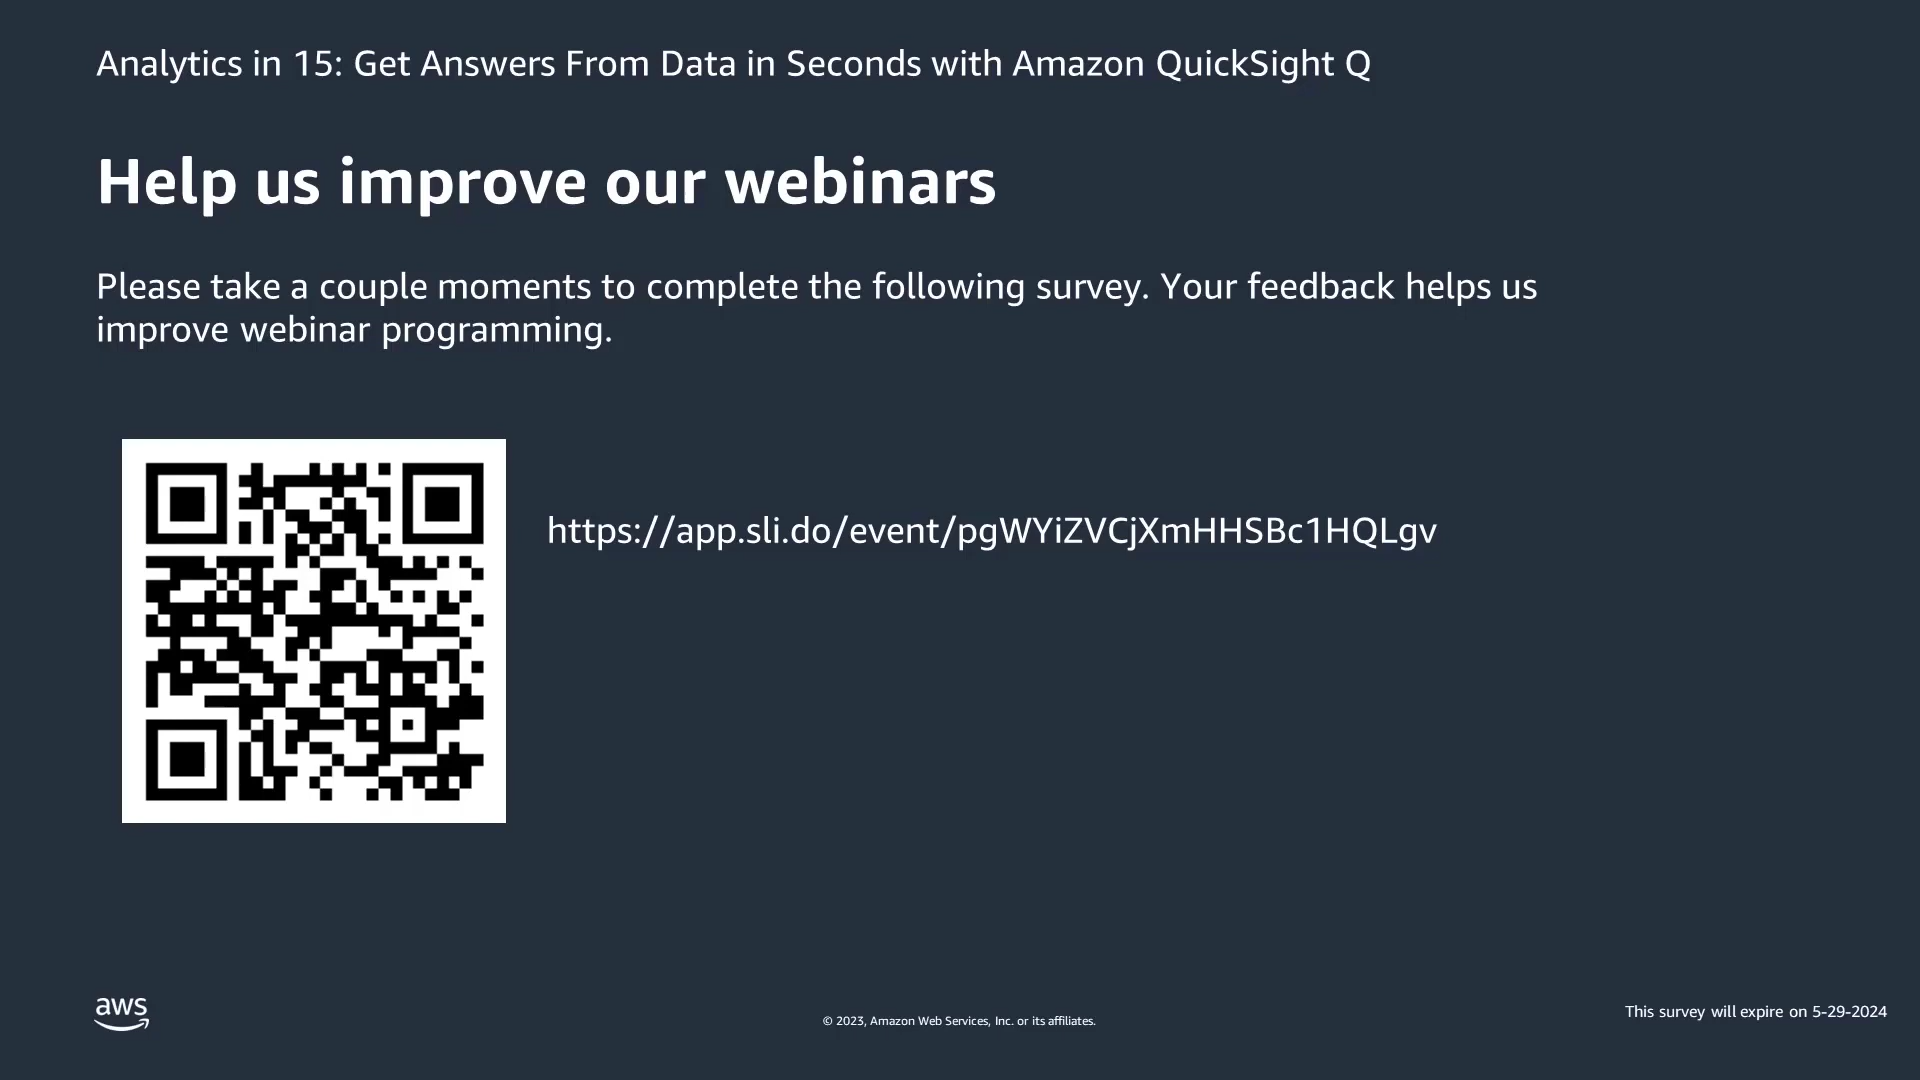 Analytics in 15: Get Answers From Data in Seconds with Amazon QuickSight Q
Help us improve our webinars
Please take a couple moments to complete the following survey. Your feedback helps us
improve webinar programming.
https://app.sli.do/event/pgWYiZVCjXmHHSBc1HQLgv
aws
© 2023, Amazon Web Services, Inc. or its affiliates.
This survey will expire on 5-29-2024